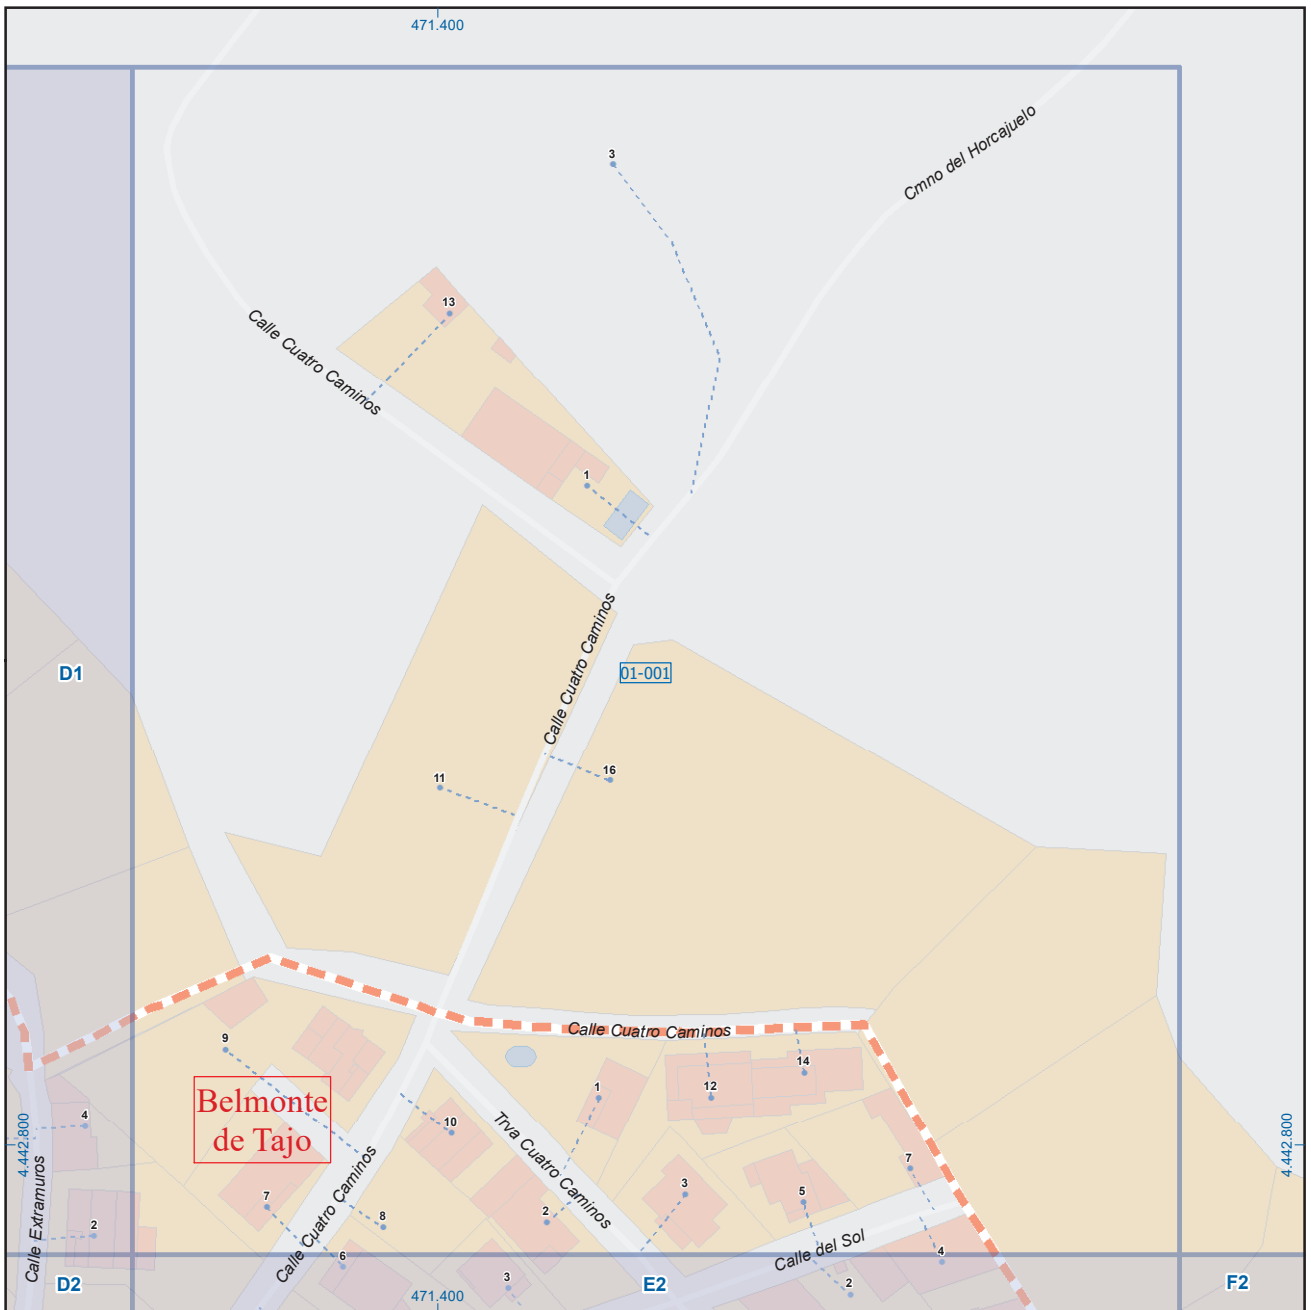 471.400
3
Cmno del Horcajuelo
13
Calle Cuatro Caminos
1
Calle Cuatro Caminos
D1
01-001
11
16
9
Calle Cuatro Caminos
14
12
1
Belmonte
de Tajo
4
10
Trva Cuatro Caminos
4.442.800
4.442.800
Calle Extramuros
Calle Cuatro Caminos
7
3
5
7
2
8
2
Calle del Sol
6
4
D2
3
E2
2
F2
471.400